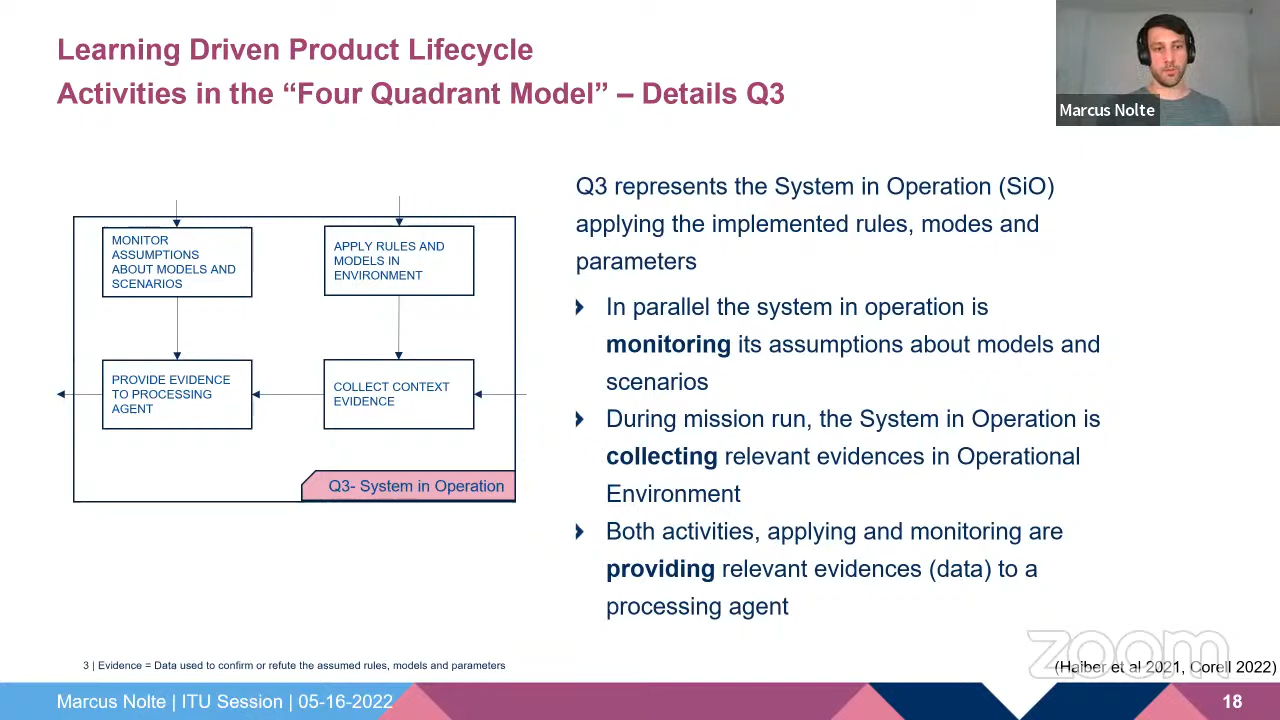 Learning Driven Product Lifecycle
Activities in the “Four Quadrant Model” – Details Q3
Marcus Nolte
MONITOR
ASSUMPTIONS
ABOUT MODELS AND
SCENARIOS
APPLY RULES AND
MODELS IN
ENVIRONMENT
PROVIDE EVIDENCE
TO PROCESSING
AGENT
COLLECT CONTEXT
EVIDENCE
Q3- System in Operation
Q3 represents the System in Operation (SiO)
applying the implemented rules, modes and
parameters
In parallel the system in operation is
monitoring its assumptions about models and
scenarios
During mission run, the System in Operation is
collecting relevant evidences in Operational
Environment
Both activities, applying and monitoring are
providing relevant evidences (data) to a
processing agent
zoom
3 | Evidence = Data used to confirm or refute the assumed rules, models and parameters
(Haiber et al 2021, Corell 2022)
Marcus Nolte | ITU Session | 05-16-2022
18